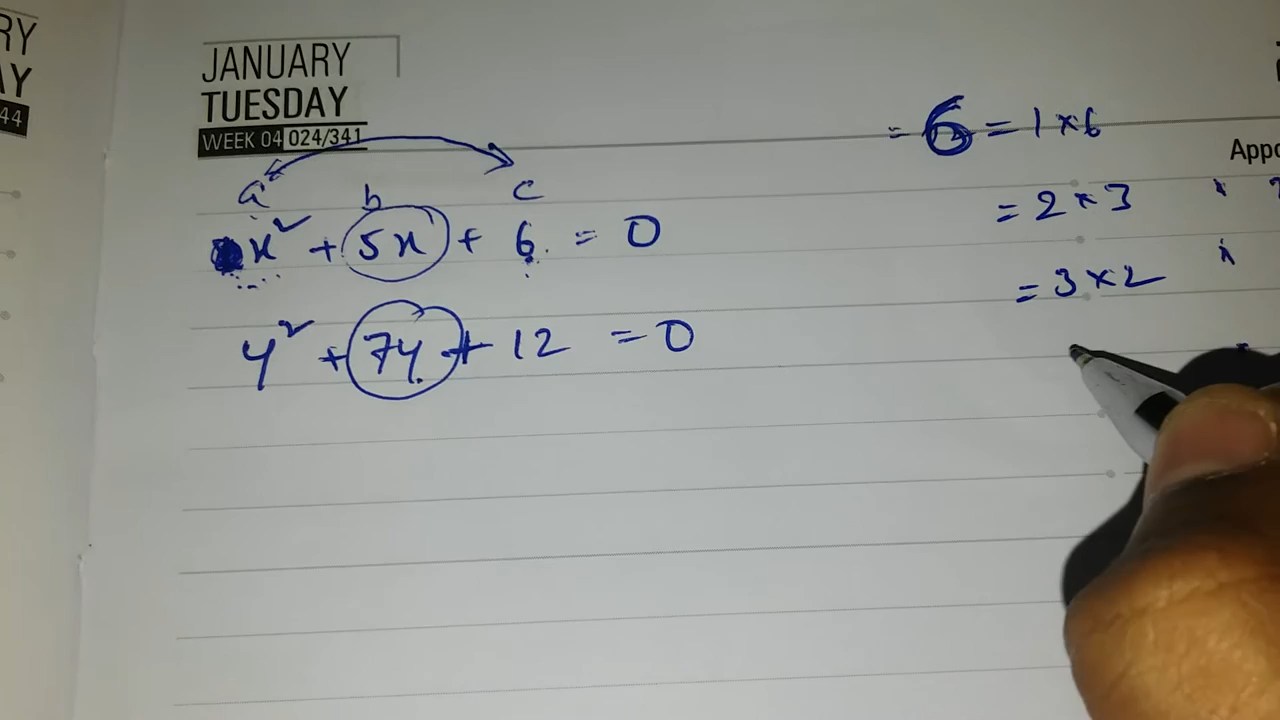 RY
AY
44
JANUARY
TUESDAY
WEEK 04 024/341
a b c
x² + 5x + 6 = 0
y² + 7y + 12 = 0
= 6 = 1 × 6
= 2 × 3
= 3 × 2
Appo